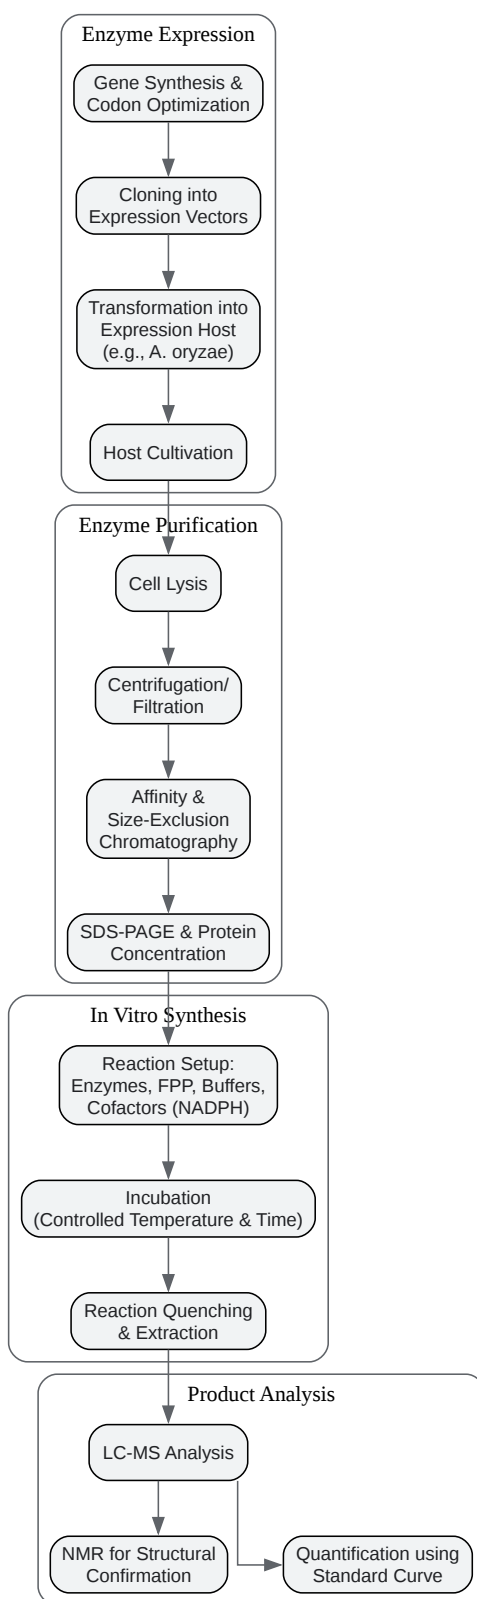 Enzyme Expression
Gene Synthesis &
Codon Optimization
Cloning into
Expression Vectors
Transformation into
Expression Host
(e.g., A. oryzae)
Host Cultivation
Enzyme Purification
Cell Lysis
Centrifugation/
Filtration
Affinity &
Size-Exclusion
Chromatography
SDS-PAGE & Protein
Concentration
In Vitro Synthesis
Reaction Setup:
Enzymes, FPP, Buffers,
Cofactors (NADPH)
Incubation
(Controlled Temperature & Time)
Reaction Quenching
& Extraction
Product Analysis
LC-MS Analysis
NMR for Structural
Confirmation
Quantification using
Standard Curve